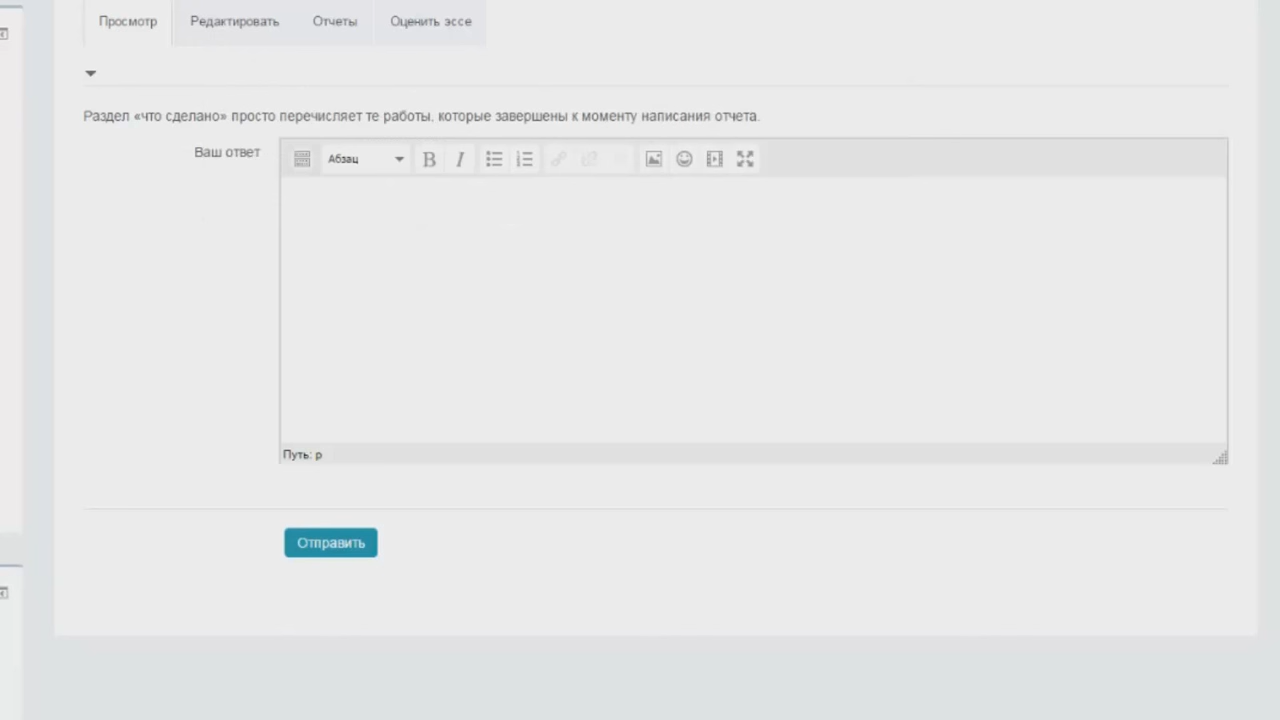 Просмотр Редактировать Отчеты Оценить эссе
Раздел «что сделано» просто перечисляет те работы, которые завершены к моменту написания отчета.
Ваш ответ
Абзац B I
Путь: p
Отправить